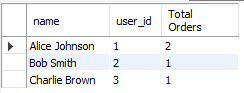 name user_id Total Orders
Alice Johnson 1 2
Bob Smith 2 1
Charlie Brown 3 1